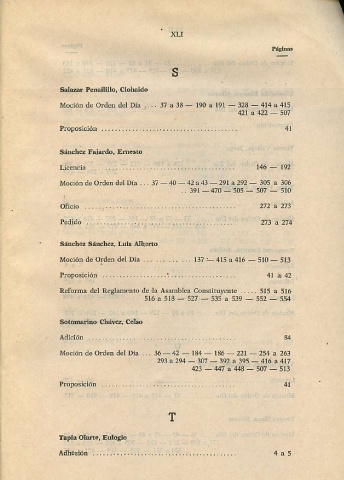 XLI
Páginas
S
Salazar Penailillo, Clohaldo
Moción de Orden del Día .... 37 a 38 — 190 a 191 — 328 — 414 a 415
421 a 422 — 507
Proposición .................... 41
Sánchez Fajardo, Ernesto
Licencia .................... 146 — 192
Moción de Orden del Día .... 37 — 40 — 42 a 43 — 291 a 292 — 305 a 306
391 — 470 — 505 — 507 — 510
Oficio .................... 272 a 273
Pedido .................... 273 a 274
Sánchez Sánchez, Luis Alberto
Moción de Orden del Día .................... 137 — 415 a 416 — 510 — 513
Proposición .................... 41 a 42
Reforma del Reglamento de la Asamblea Constituyente ..... 515 a 516
516 a 518 — 527 — 535 a 539 — 552 — 554
Sotomarino Chávez, Celso
Adición .................... 84
Moción de Orden del Día .... 36 — 42 — 184 — 186 — 221 — 254 a 263
293 a 294 — 307 — 392 a 395 — 416 a 417
423 — 447 a 448 — 507 — 513
Proposición .................... 41
T
Tapia Olarte, Eulogio
Adhesión .................... 4 a 5